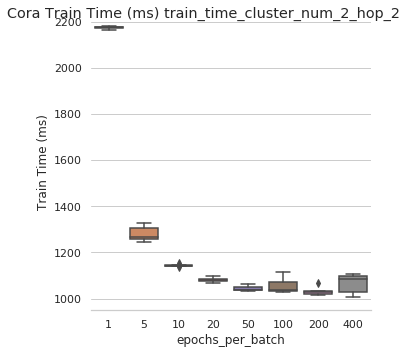 Cora Train Time (ms) train_time_cluster_num_2_hop_2
2200
2000
1800
1600
1400
1200
1000
Train Time (ms)
1 5 10 20 50 100 200 400
epochs_per_batch